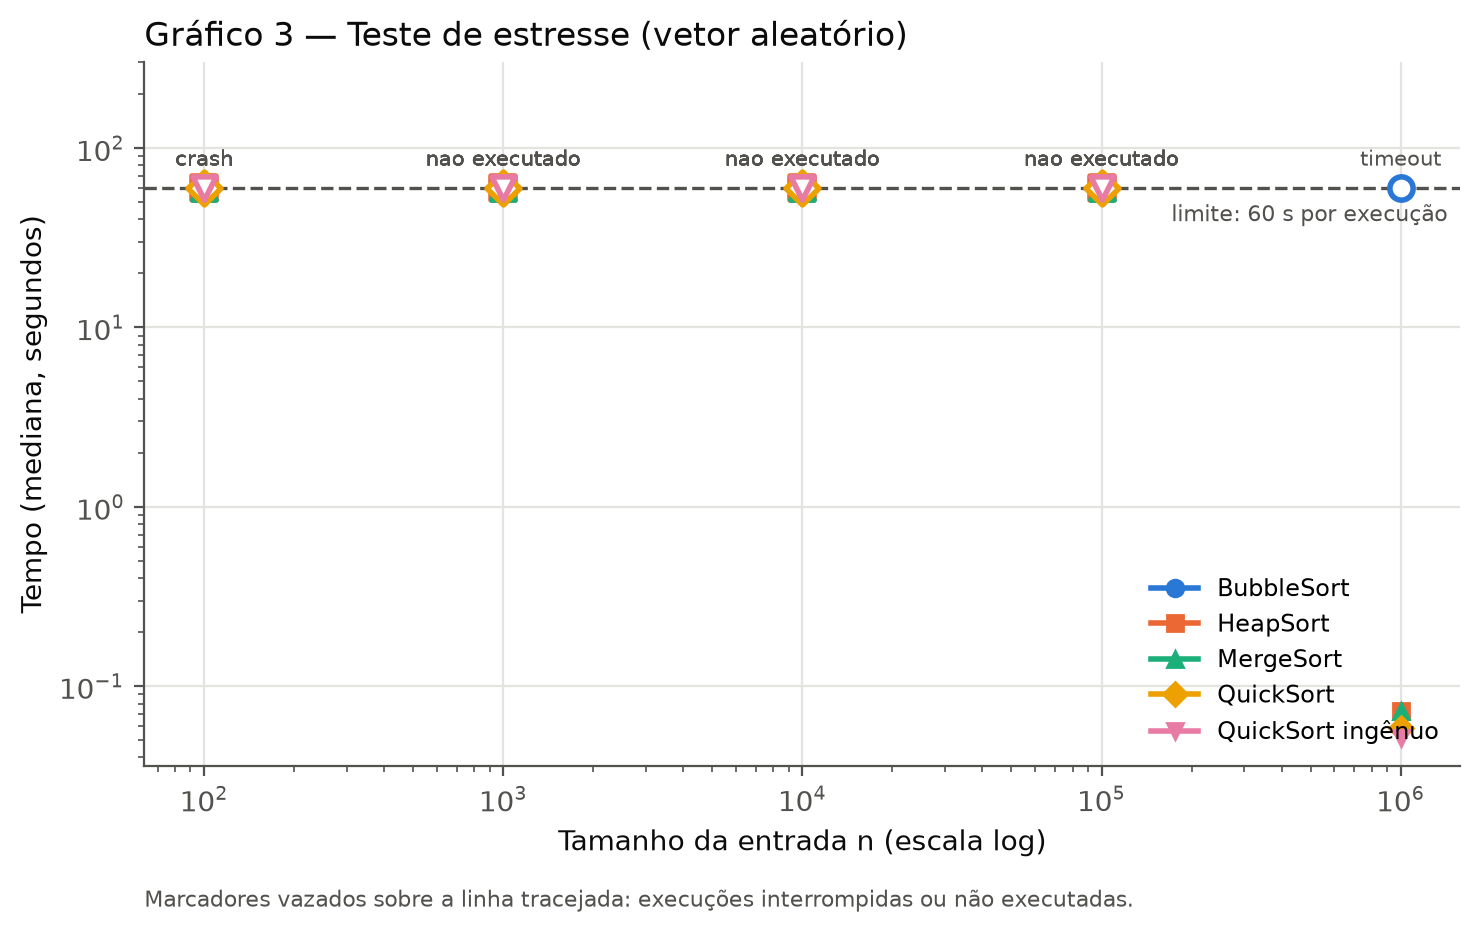 Gráfico 3 — Teste de estresse (vetor aleatório)
10²
crash
nao executado
nao executado
nao executado
timeout
limite: 60 s por execução
10¹
10⁰
10⁻¹
Tempo (mediana, segundos)
BubbleSort
HeapSort
MergeSort
QuickSort
QuickSort ingênuo
10² 10³ 10⁴ 10⁵ 10⁶
Tamanho da entrada n (escala log)
Marcadores vazados sobre a linha tracejada: execuções interrompidas ou não executadas.